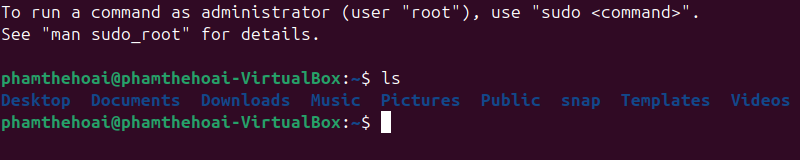 To run a command as administrator (user "root"), use "sudo <command>".
See "man sudo_root" for details.
phamthehoai@phamthehoai-VirtualBox:~$ ls
Desktop Documents Downloads Music Pictures Public snap Templates Videos
phamthehoai@phamthehoai-VirtualBox:~$